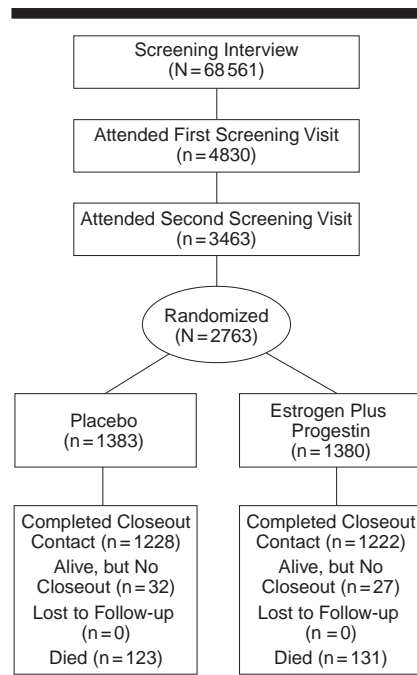 Screening Interview
(N=68 561)
Attended First Screening Visit
(n=4830)
Attended Second Screening Visit
(n=3463)
Randomized
(N=2763)
Placebo
(n=1383)
Estrogen Plus
Progestin
(n=1380)
Completed Closeout
Contact (n=1228)
Alive, but No
Closeout (n=32)
Lost to Follow-up
(n=0)
Died (n=123)
Completed Closeout
Contact (n=1222)
Alive, but No
Closeout (n=27)
Lost to Follow-up
(n =0)
Died (n=131)